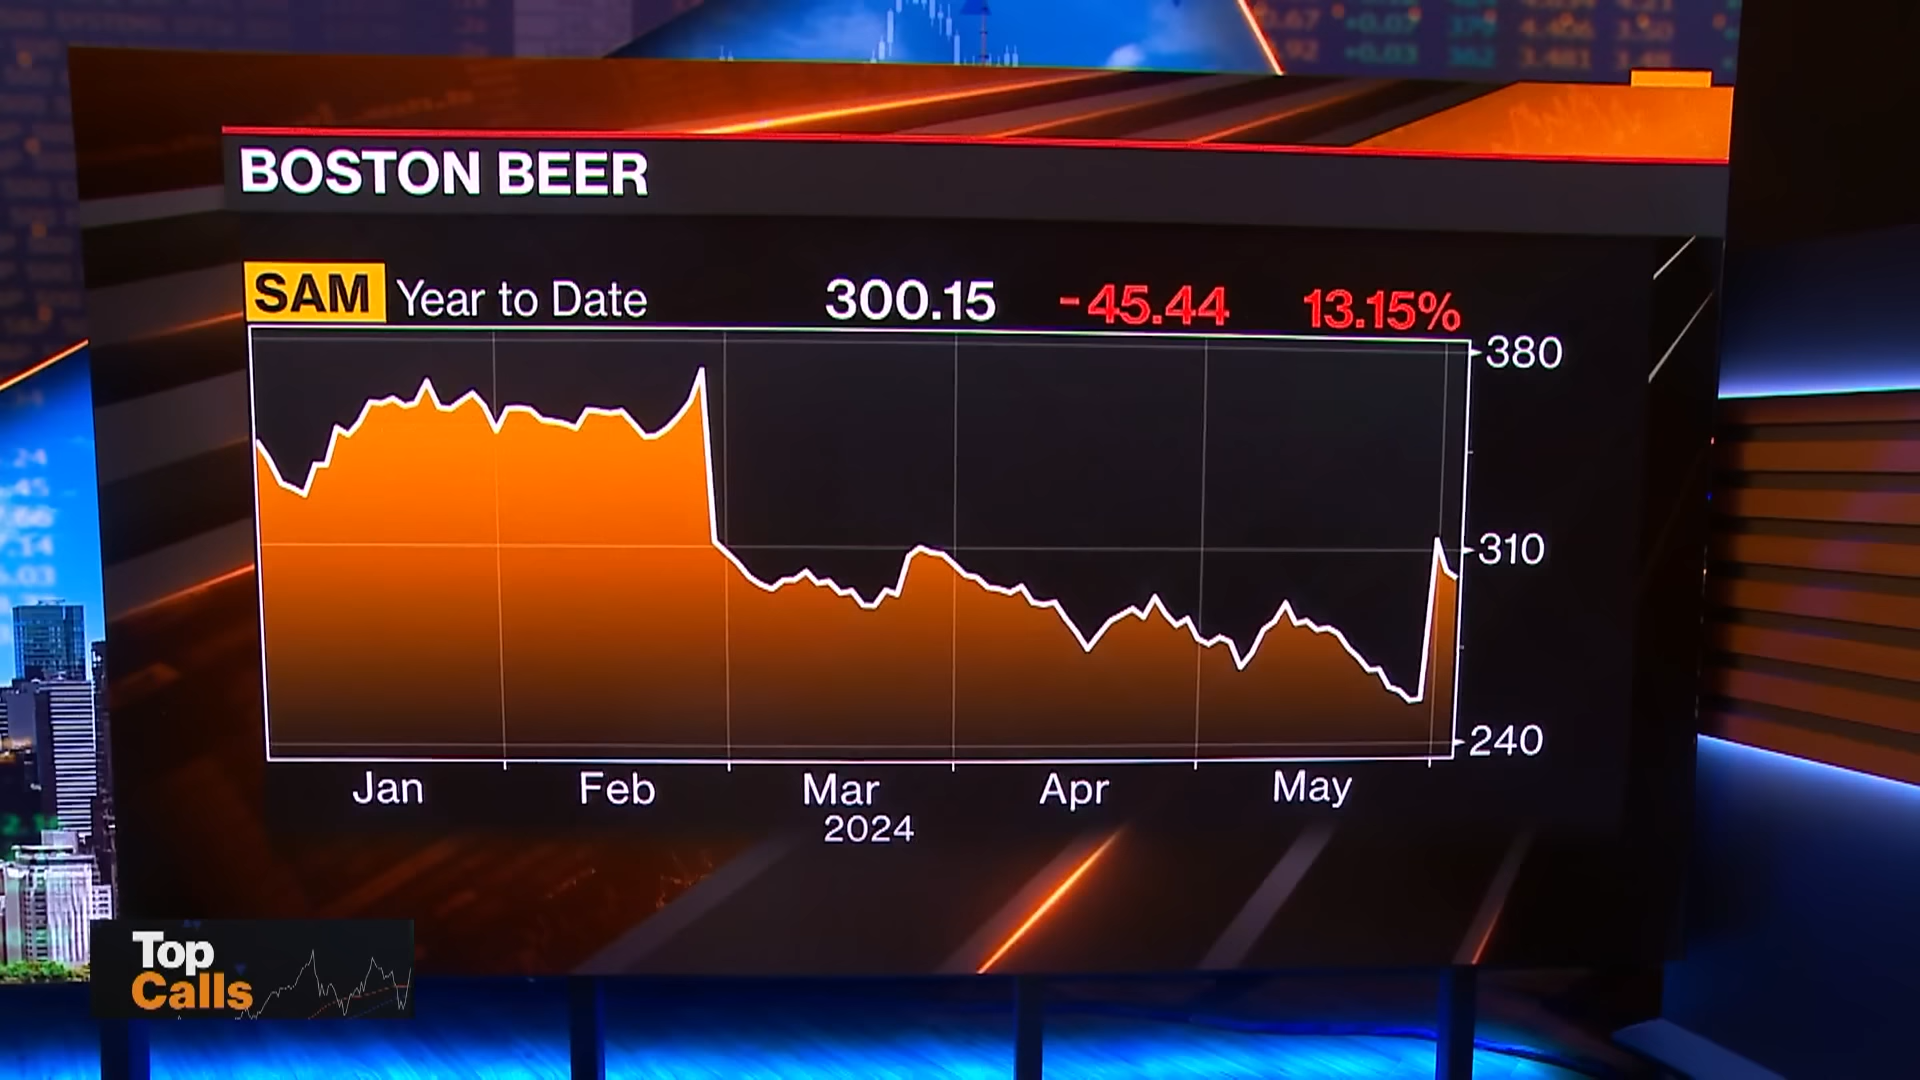 BOSTON BEER
SAM Year to Date 300.15 -45.44 13.15%
380
310
240
Jan Feb Mar Apr May
2024
Top
Calls